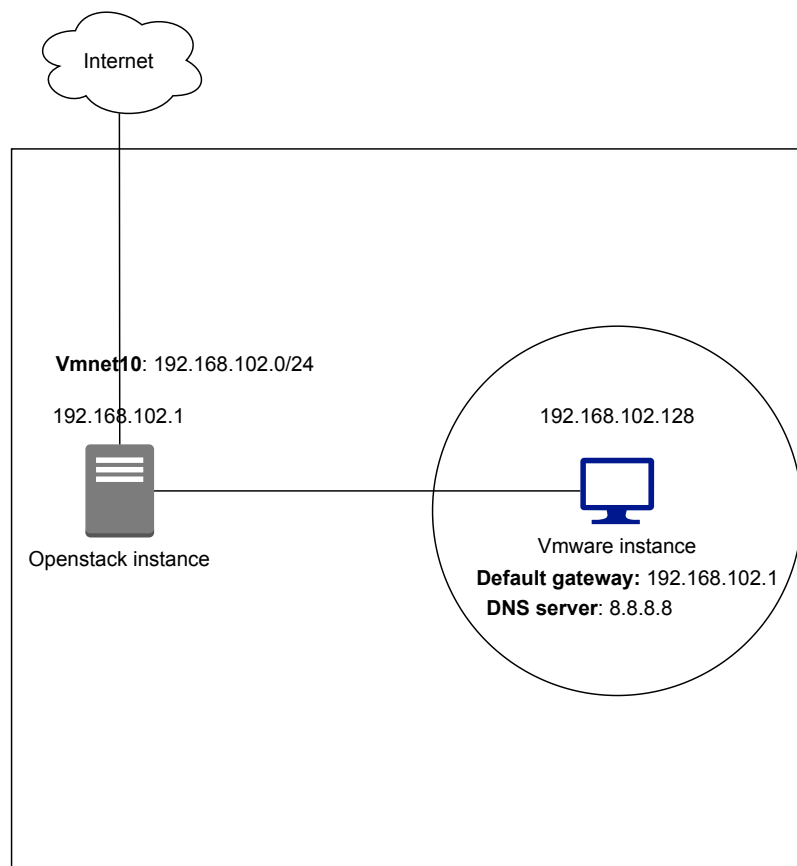 Internet
Vmnet10: 192.168.102.0/24
192.168.102.1
Openstack instance
192.168.102.128
Vmware instance
Default gateway: 192.168.102.1
DNS server: 8.8.8.8